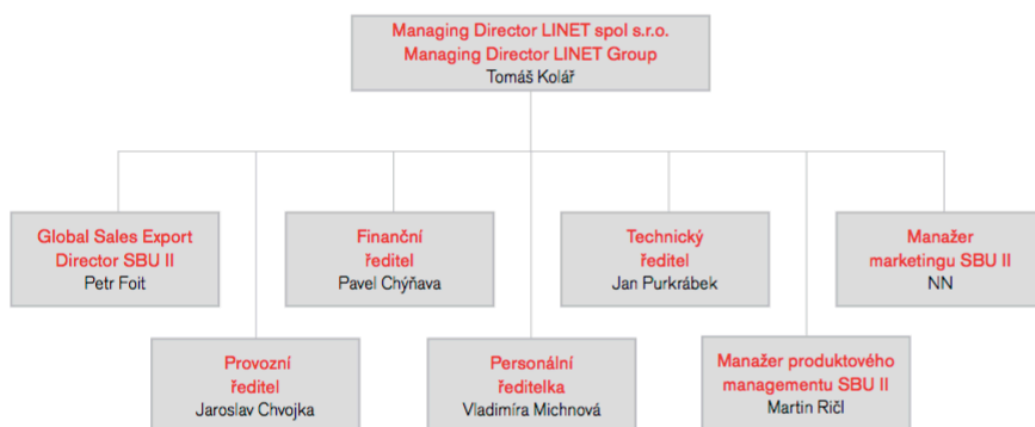 Managing Director LINET spol s.r.o.
Managing Director LINET Group
Tomáš Kolář
Global Sales Export
Director SBU II
Petr Foit
Finanční
ředitel
Pavel Chýňava
Technický
ředitel
Jan Purkrábek
Manažer
marketingu SBU II
NN
Provozní
ředitel
Jaroslav Chvojka
Personální
ředitelka
Vladimíra Michnová
Manažer produktového
managementu SBU II
Martin Ričl